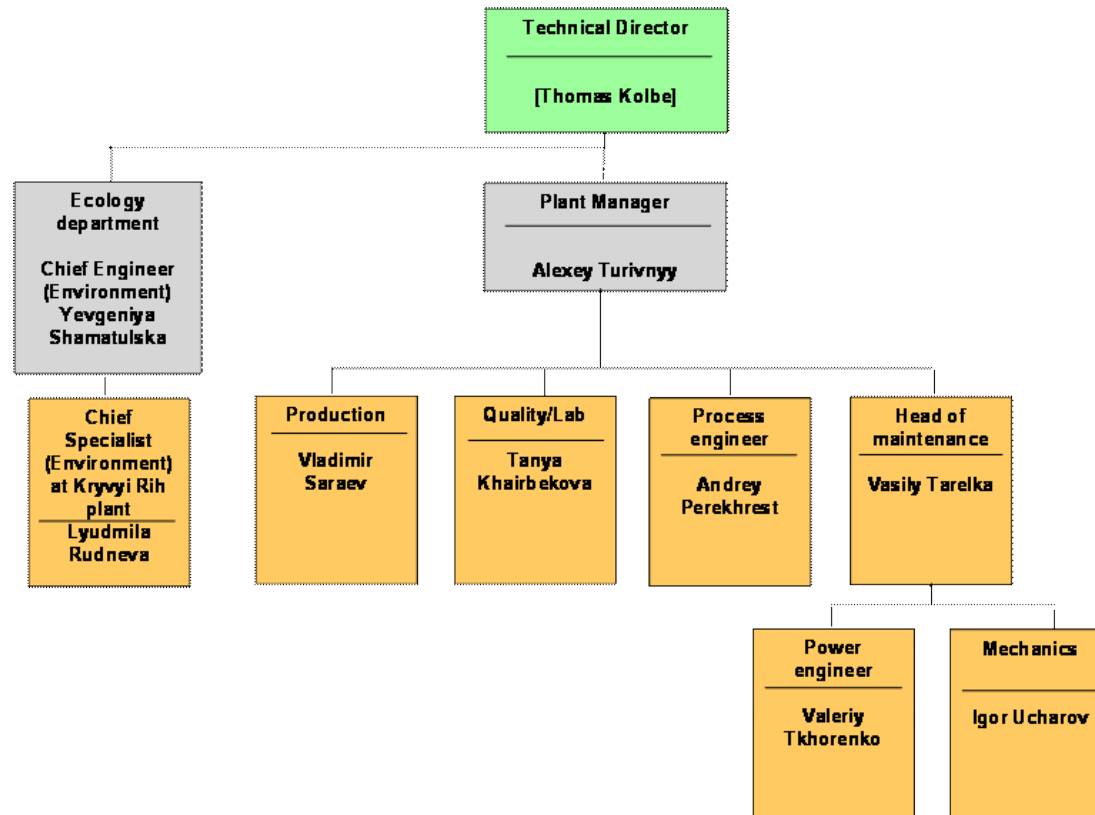 Technical Director
[Thomas Kolbe]
Ecology
department
Chief Engineer
(Environment)
Yevgeniya
Shamatulska
Plant Manager
Alexey Turivnyy
Chief
Specialist
(Environment)
at Kryvyi Rih
plant
Lyudmila
Rudneva
Production
Vladimir
Saraev
Quality/Lab
Tanya
Khairbekova
Process
engineer
Andrey
Perekhrest
Head of
maintenance
Vasily Tarelka
Power
engineer
Valeriy
Tkhorenko
Mechanics
Igor Ucharov